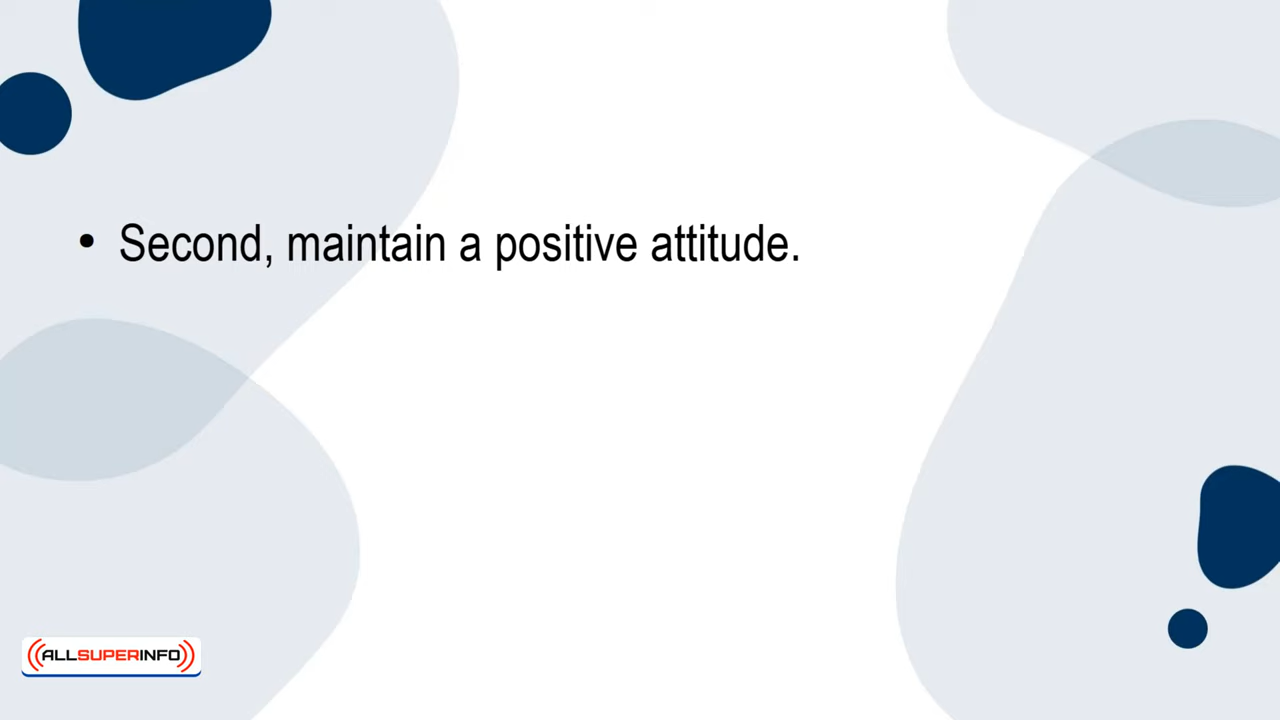 • Second, maintain a positive attitude.
((ALLSUPERINFO))